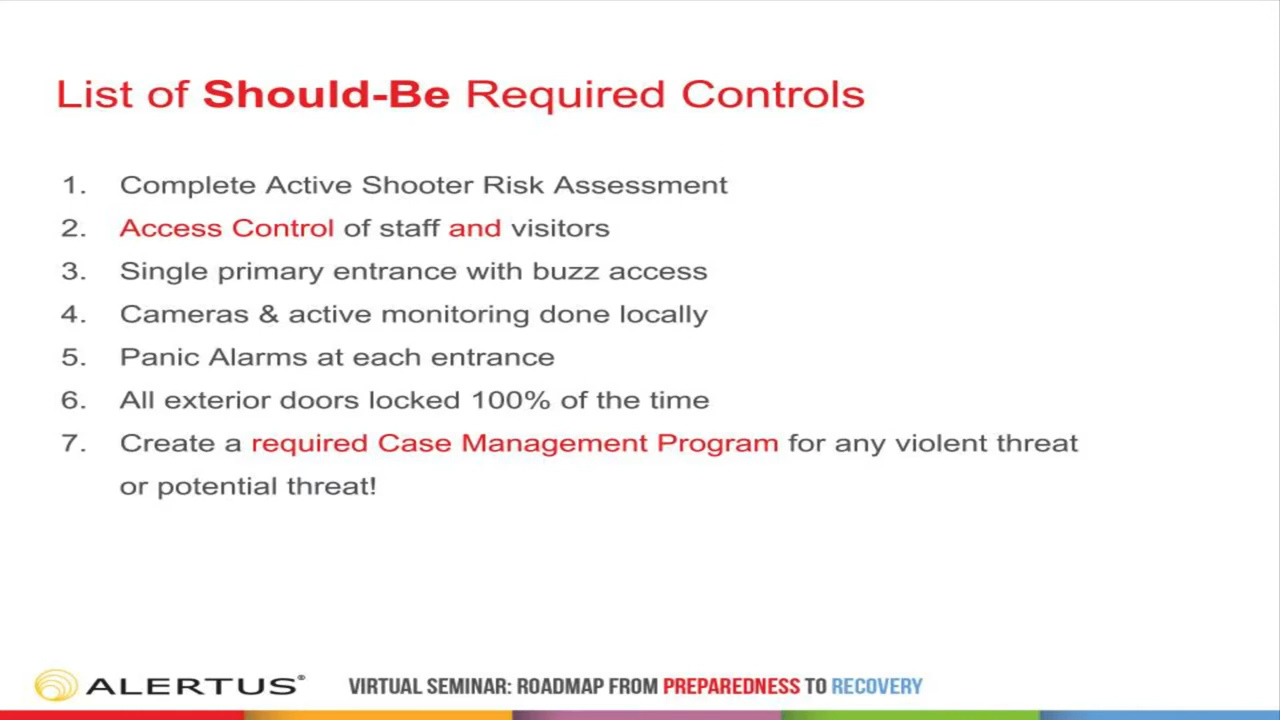 List of Should-Be Required Controls
1. Complete Active Shooter Risk Assessment
2. Access Control of staff and visitors
3. Single primary entrance with buzz access
4. Cameras & active monitoring done locally
5. Panic Alarms at each entrance
6. All exterior doors locked 100% of the time
7. Create a required Case Management Program for any violent threat
or potential threat!
ALERTUS® VIRTUAL SEMINAR: ROADMAP FROM PREPAREDNESS TO RECOVERY